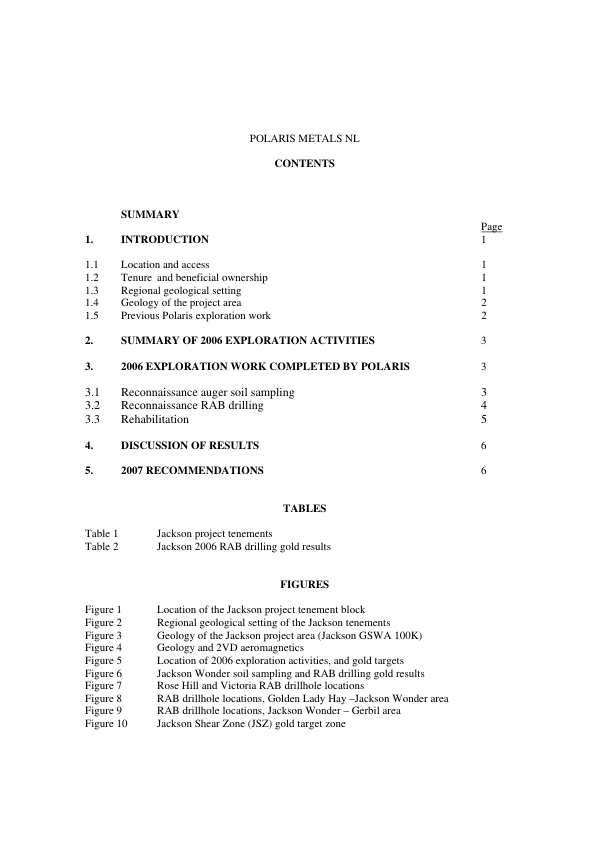 POLARIS METALS NL
CONTENTS
SUMMARY
Page
1. INTRODUCTION 1
1.1 Location and access 1
1.2 Tenure and beneficial ownership 1
1.3 Regional geological setting 1
1.4 Geology of the project area 2
1.5 Previous Polaris exploration work 2
2. SUMMARY OF 2006 EXPLORATION ACTIVITIES 3
3. 2006 EXPLORATION WORK COMPLETED BY POLARIS 3
3.1 Reconnaissance auger soil sampling 3
3.2 Reconnaissance RAB drilling 4
3.3 Rehabilitation 5
4. DISCUSSION OF RESULTS 6
5. 2007 RECOMMENDATIONS 6
TABLES
Table 1 Jackson project tenements
Table 2 Jackson 2006 RAB drilling gold results
FIGURES
Figure 1 Location of the Jackson project tenement block
Figure 2 Regional geological setting of the Jackson tenements
Figure 3 Geology of the Jackson project area (Jackson GSWA 100K)
Figure 4 Geology and 2VD aeromagnetics
Figure 5 Location of 2006 exploration activities, and gold targets
Figure 6 Jackson Wonder soil sampling and RAB drilling gold results
Figure 7 Rose Hill and Victoria RAB drillhole locations
Figure 8 RAB drillhole locations, Golden Lady Hay –Jackson Wonder area
Figure 9 RAB drillhole locations, Jackson Wonder – Gerbil area
Figure 10 Jackson Shear Zone (JSZ) gold target zone